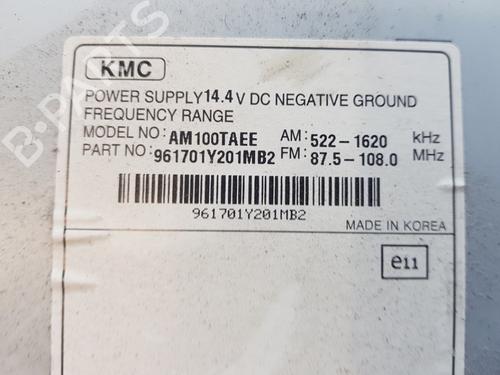 KMC
POWER SUPPLY 14.4 V DC NEGATIVE GROUND
FREQUENCY RANGE
MODEL NO: AM100TAEE AM: 522-1620 kHz
PART NO: 961701Y201MB2 FM: 87.5-108.0 MHz
961701Y201MB2
MADE IN KOREA
e11
B-PARTS